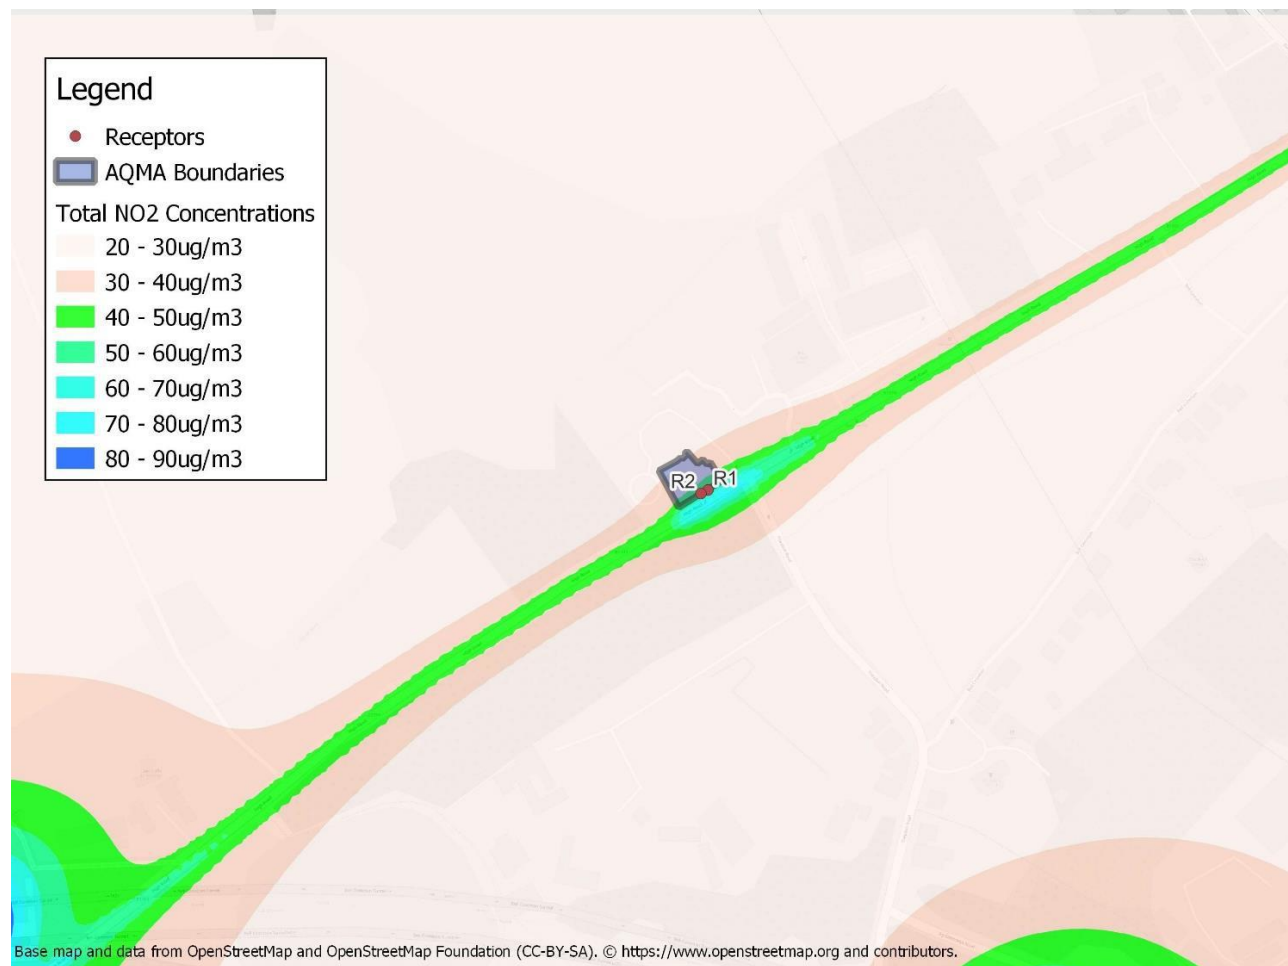 Legend
Receptors
AQMA Boundaries
Total NO2 Concentrations
20 - 30ug/m3
30 - 40ug/m3
40 - 50ug/m3
50 - 60ug/m3
60 - 70ug/m3
70 - 80ug/m3
80 - 90ug/m3
R2 R1
Base map and data from OpenStreetMap and OpenStreetMap Foundation (CC-BY-SA). © https://www.openstreetmap.org and contributors.